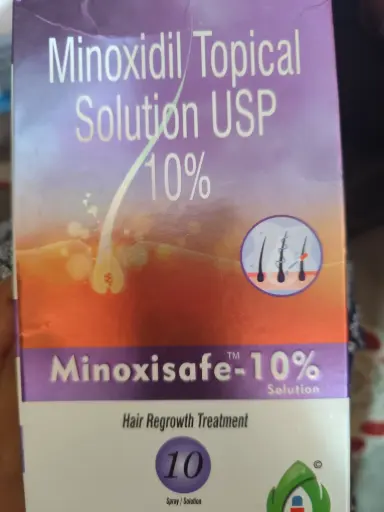 Minoxidil Topical
Solution USP
10%
Minoxisafe™-10%
Solution
Hair Regrowth Treatment
10
Spray / Solution
©